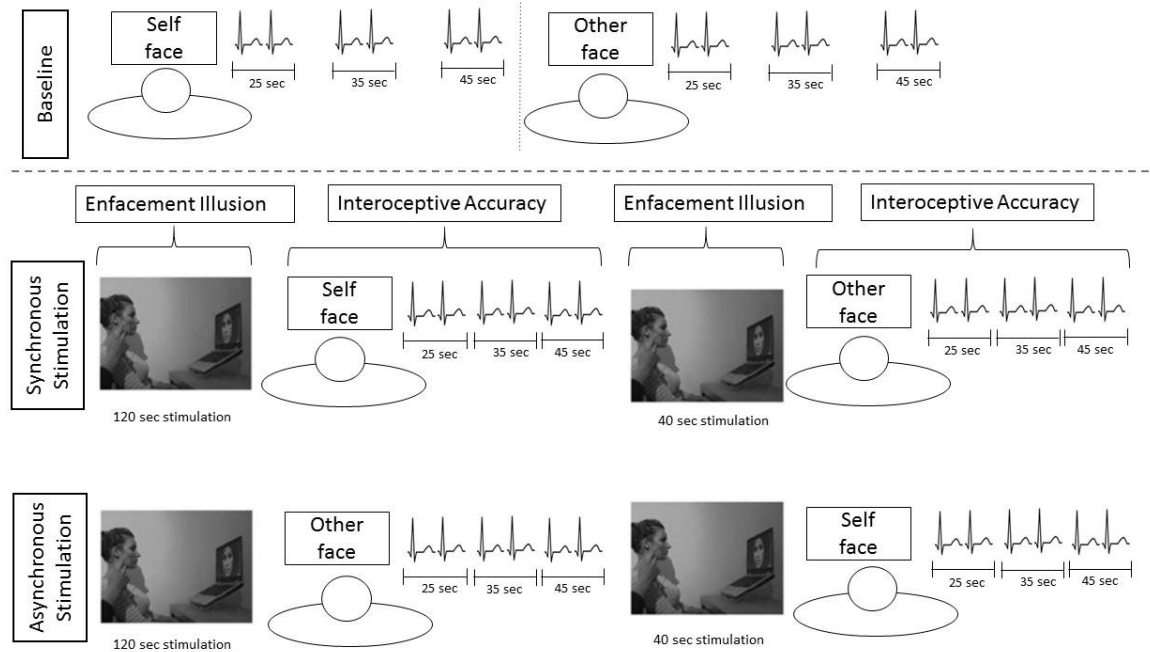 Baseline
Self
face
25 sec
35 sec
45 sec
Other
face
25 sec
35 sec
45 sec
Enfacement Illusion
Interoceptive Accuracy
Enfacement Illusion
Interoceptive Accuracy
Synchronous
Stimulation
120 sec stimulation
Self
face
25 sec
35 sec
45 sec
40 sec stimulation
Other
face
25 sec
35 sec
45 sec
Asynchronous
Stimulation
120 sec stimulation
Other
face
25 sec
35 sec
45 sec
40 sec stimulation
Self
face
25 sec
35 sec
45 sec